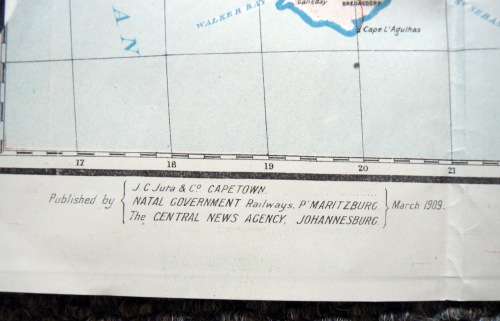 AN
WALKER BAY
BREDASDORP
Cape L'Agulhas
17 18 19 20 21
Published by
J.C. Juta & Co CAPETOWN.
NATAL GOVERNMENT Railways, P'MARITZBURG
The CENTRAL NEWS AGENCY, JOHANNESBURG
March 1909.